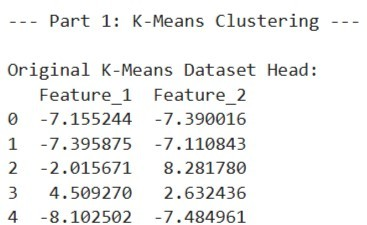 --- Part 1: K-Means Clustering ---
Original K-Means Dataset Head:
Feature_1 Feature_2
0 -7.155244 -7.390016
1 -7.395875 -7.110843
2 -2.015671 8.281780
3 4.509270 2.632436
4 -8.102502 -7.484961